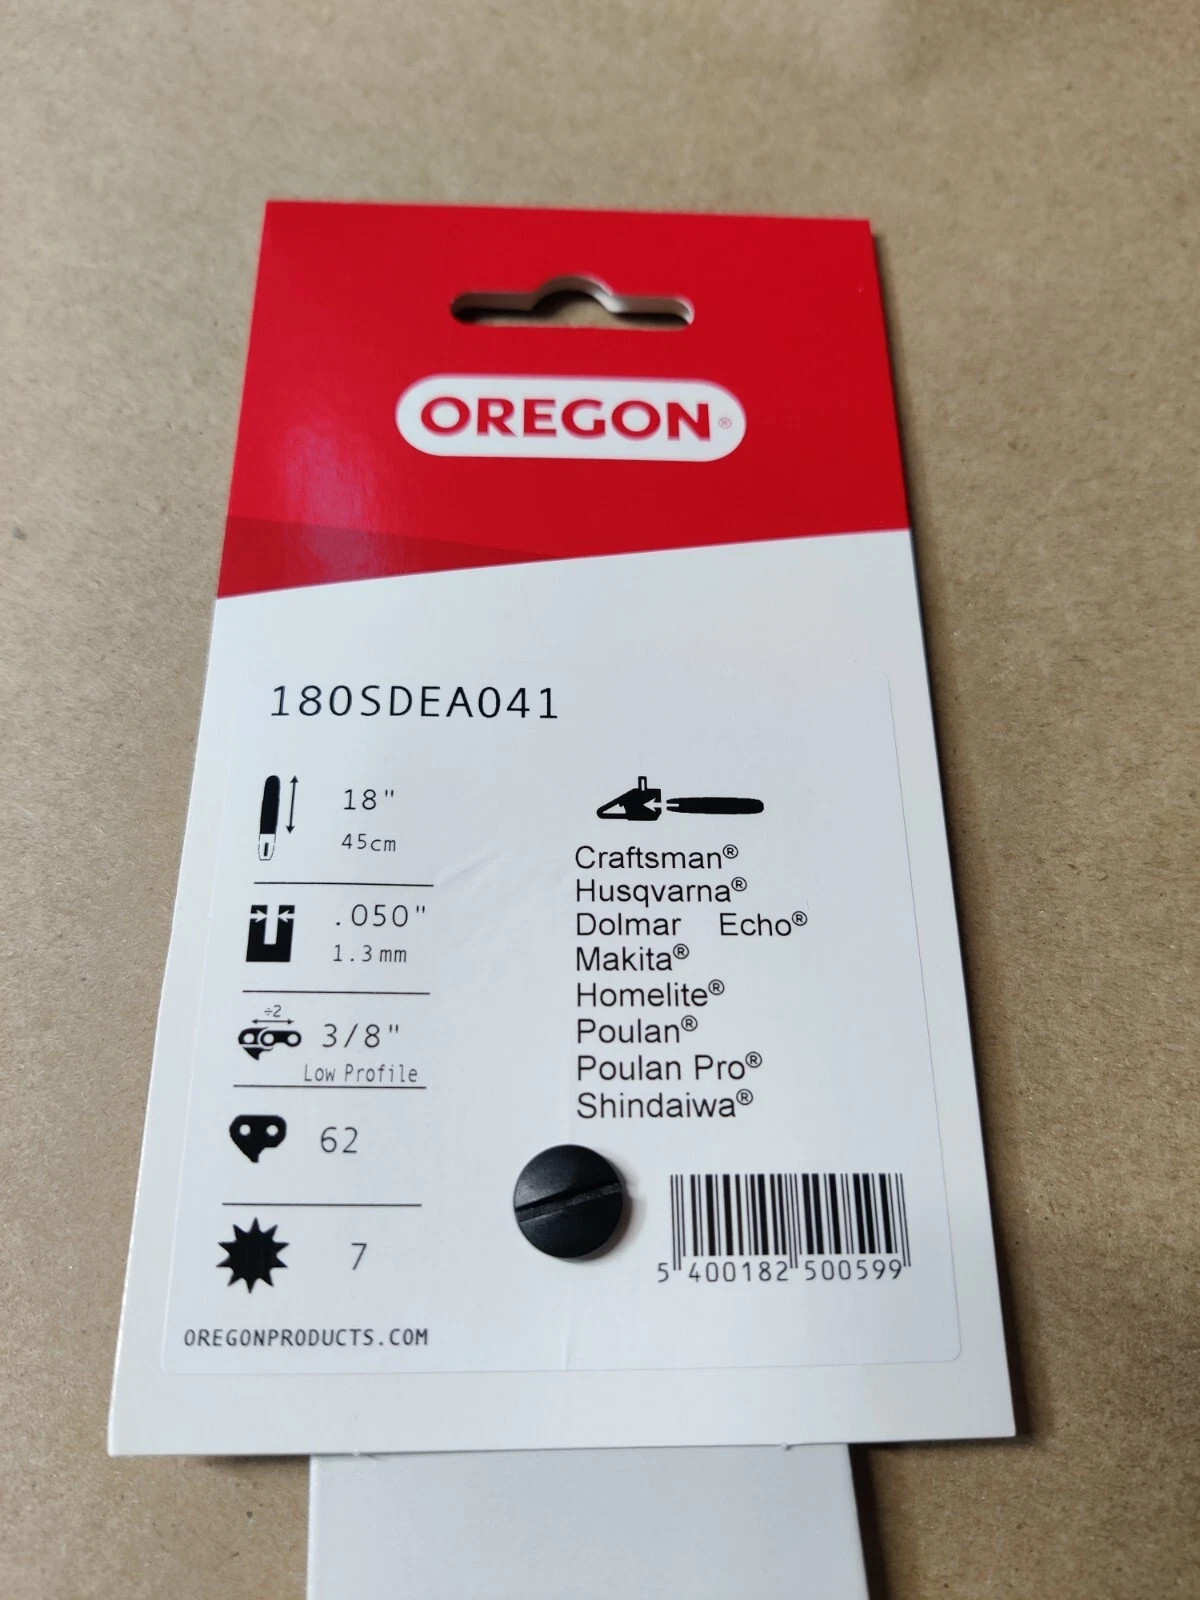 OREGON®
180SDEA041
18"
45cm
.050"
1.3mm
÷2
3/8"
Low Profile
62
7
OREGONPRODUCTS.COM
Craftsman®
Husqvarna®
Dolmar Echo®
Makita®
Homelite®
Poulan®
Poulan Pro®
Shindaiwa®
5 400182 500599